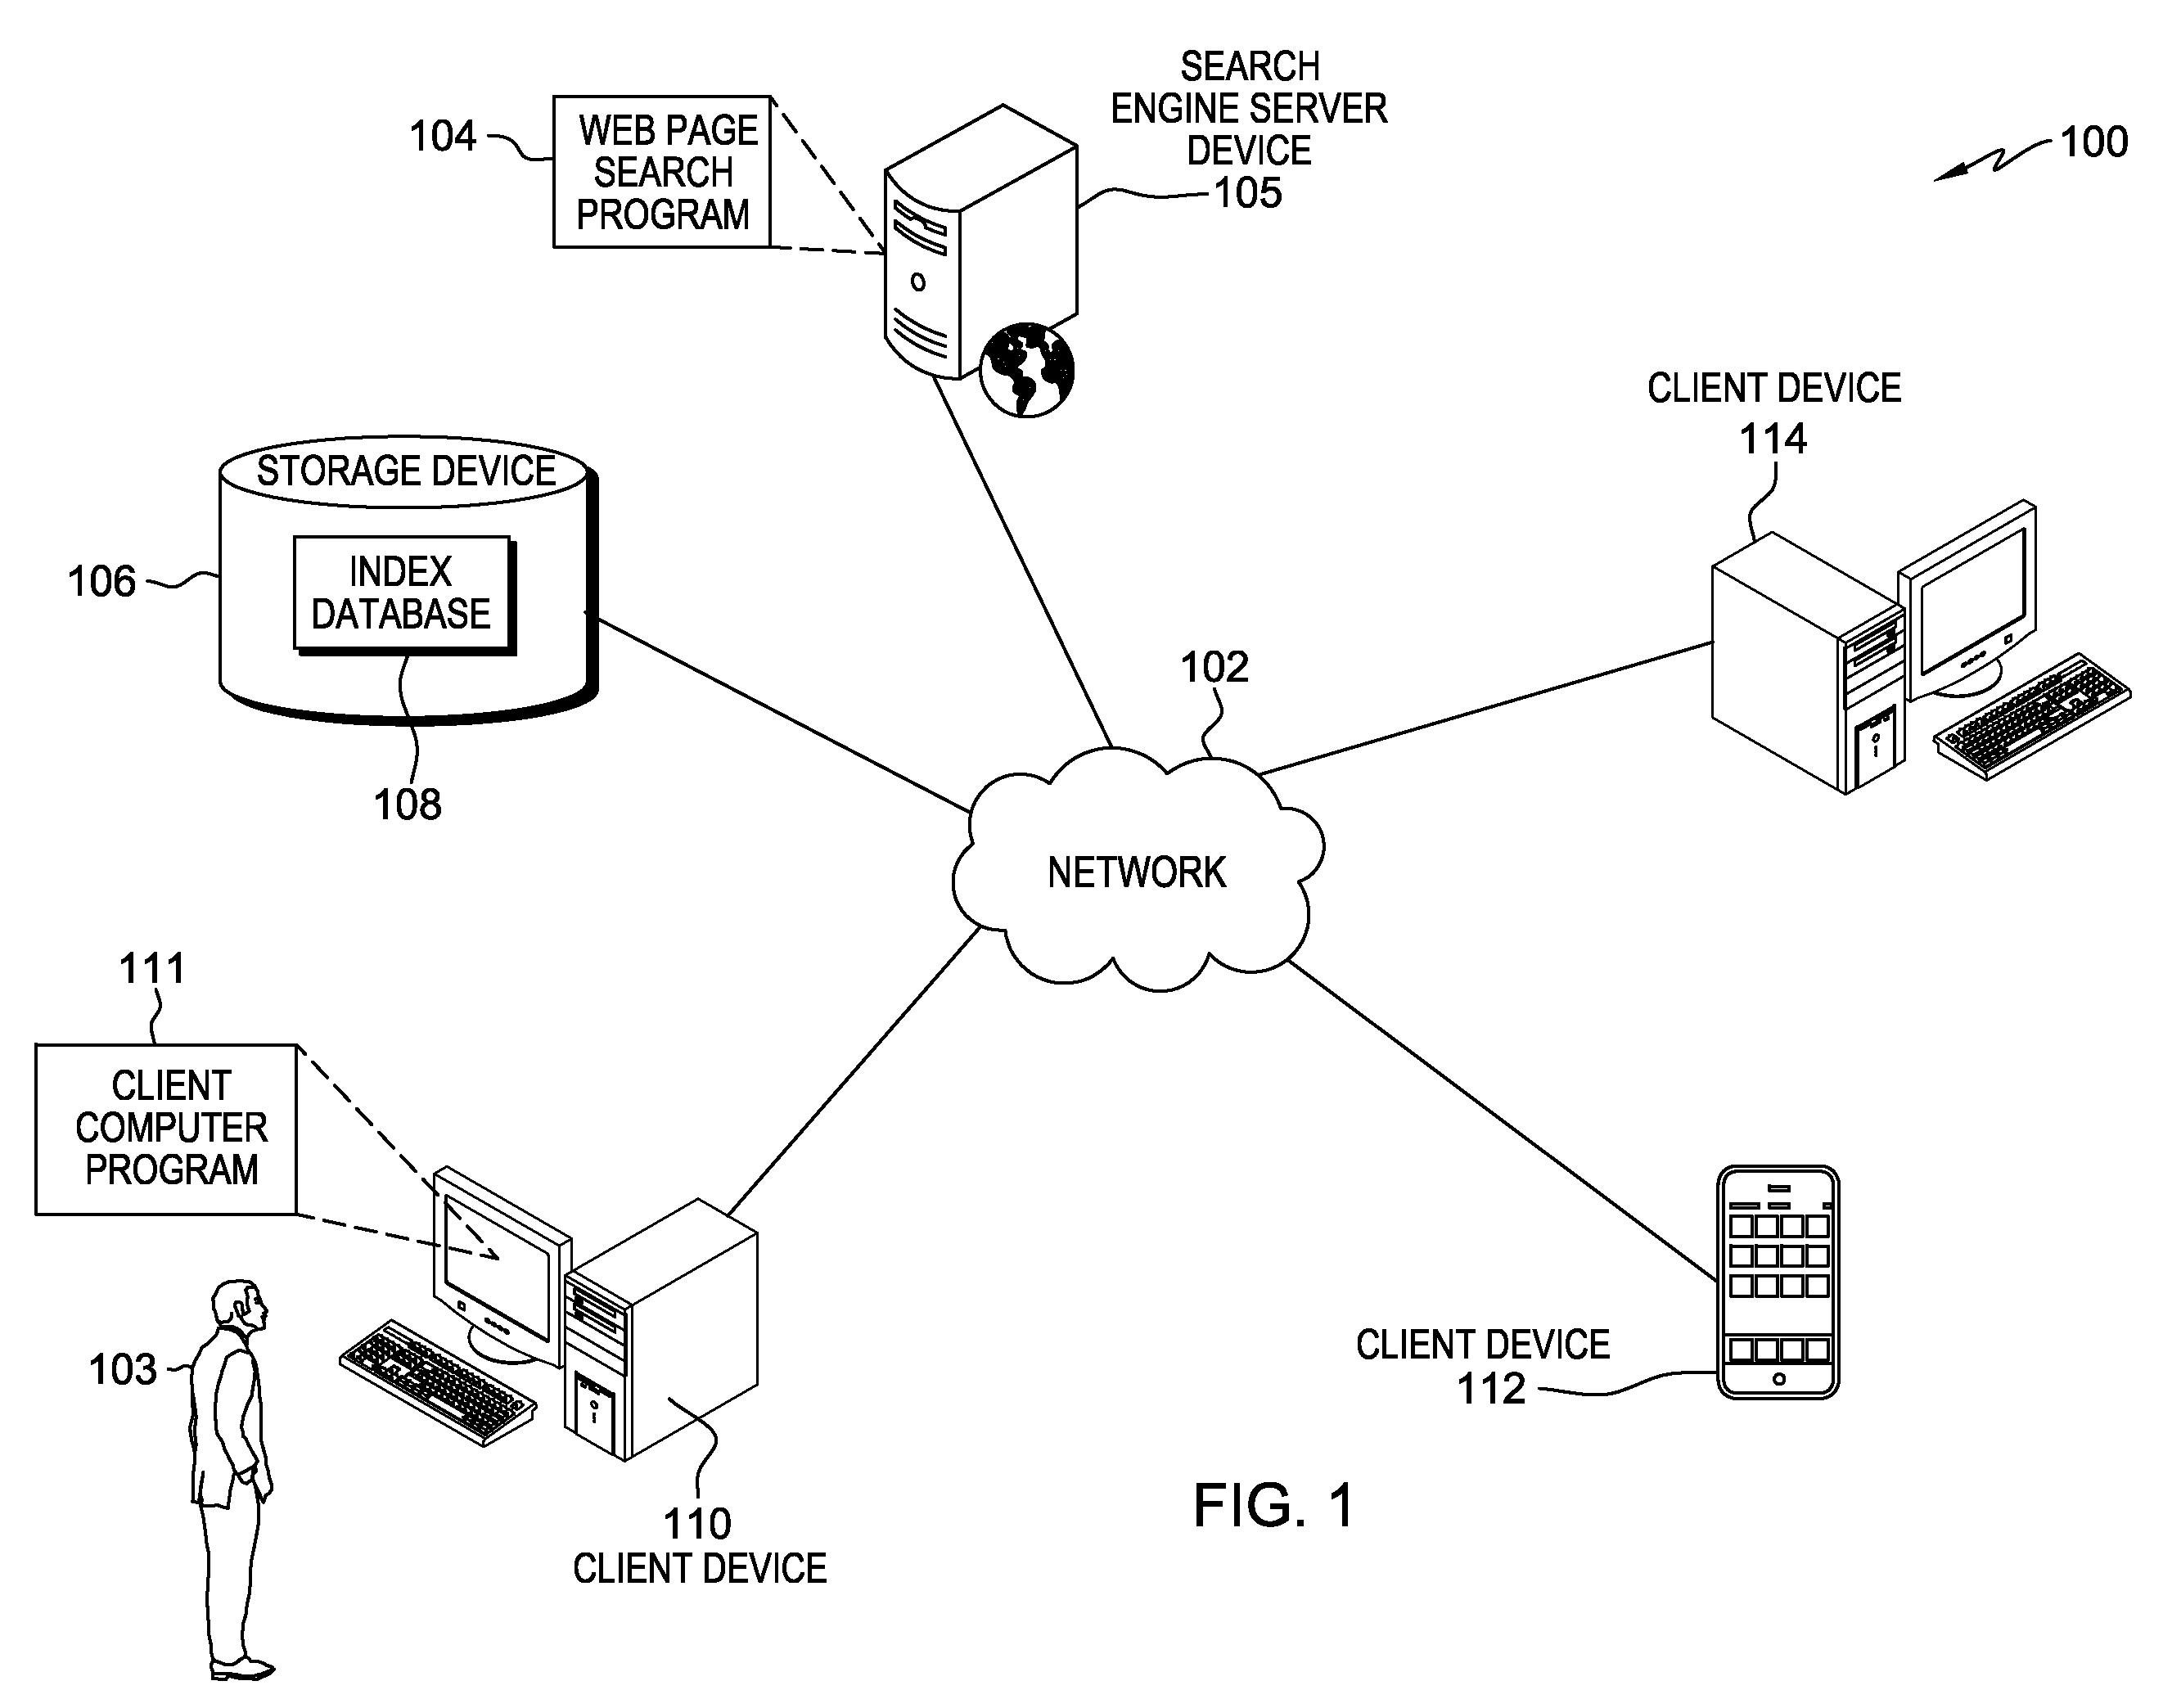 SEARCH
ENGINE SERVER
DEVICE
105
104
WEB PAGE
SEARCH
PROGRAM
100
CLIENT DEVICE
114
STORAGE DEVICE
106
INDEX
DATABASE
108
102
NETWORK
111
CLIENT
COMPUTER
PROGRAM
103
CLIENT DEVICE
112
110
CLIENT DEVICE
FIG. 1